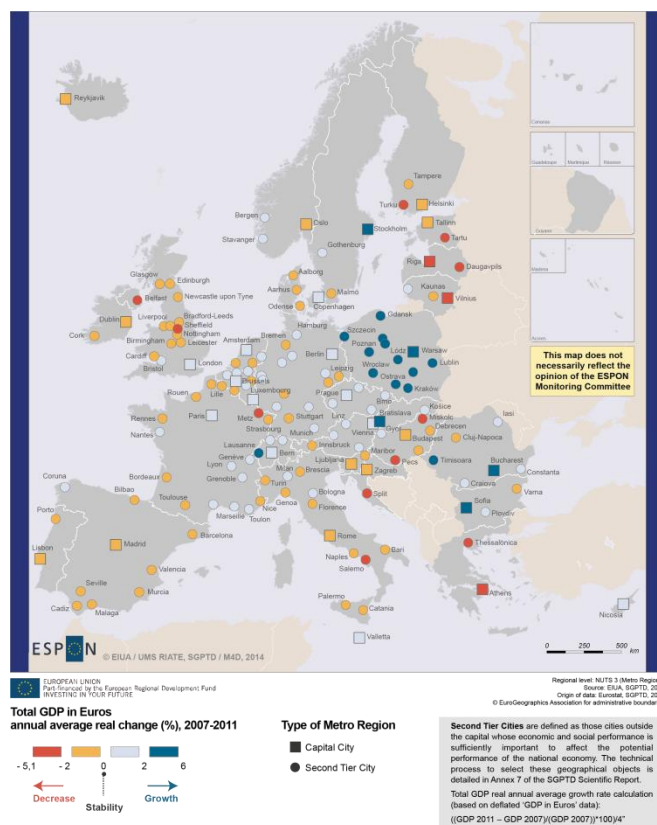 Canarias
Guadeloupe Martinique Réunion
Guyane
Madeira
Açores
This map does not
necessarily reflect the
opinion of the ESPON
Monitoring Committee
Reykjavik
Tampere
Turku
Helsinki
Bergen
Oslo
Tallinn
Stavanger
Stockholm
Tartu
Gothenburg
Riga
Daugavpils
Glasgow
Edinburgh
Aalborg
Kaunas
Belfast
Newcastle upon Tyne
Aarhus
Malmö
Vilnius
Dublin
Liverpool
Bradford-Leeds
Odense
Copenhagen
Gdansk
Sheffield
Cork
Nottingham
Hamburg
Szczecon
Birmingham
Leicester
Amsterdam
Bremen
Poznan
Cardiff
London
Berlin
Lódz
Warsaw
Bristol
Leipzig
Wroclaw
Lublin
Brussels
Ostrava
Rouen
Lille
Luxembourg
Prague
Kraków
Paris
Metz
Brno
Košice
Rennes
Strasbourg
Stuttgart
Linz
Bratislava
Miskolc
Iasi
Nantes
Munich
Vienna
Gyor
Debrecen
Lausanne
Bern
Innsbruck
Budapest
Cluj-Napoca
Genève
Maribor
Lyon
Ljubljana
Timisoara
Bucharest
Grenoble
Milan
Brescia
Zagreb
Pecs
Constanta
Bordeaux
Turin
Craiova
Coruna
Bologna
Varna
Bilbao
Toulouse
Genoa
Florence
Split
Sofia
Marseille
Nice
Plovdiv
Porto
Toulon
Barcelona
Rome
Thessalonica
Madrid
Naples
Bari
Lisbon
Salerno
Valencia
Seville
Murcia
Palermo
Catania
Athens
Cadiz
Malaga
Nicosia
Valletta
ESPON
© EIUA / UMS RIATE, SGPTD / M4D, 2014
0 250 500
km
EUROPEAN UNION
Part-financed by the European Regional Development Fund
INVESTING IN YOUR FUTURE
Regional level: NUTS 3 (Metro Region
Source: EIUA, SGPTD, 20
Origin of data: Eurostat, SGPTD, 20
© EuroGeographics Association for administrative boundar
Total GDP in Euros
annual average real change (%), 2007-2011
- 5,1 - 2 0 2 6
Decrease
Growth
Stability
Type of Metro Region
Capital City
Second Tier City
Second Tier Cities are defined as those cities outside
the capital whose economic and social performance is
sufficiently important to affect the potential
performance of the national economy. The technical
process to select these geographical objects is
detailed in Annex 7 of the SGPTD Scientific Report.
Total GDP real annual average growth rate calculation
(based on deflated 'GDP in Euros' data):
((GDP 2011 – GDP 2007)/(GDP 2007))*100)/4"